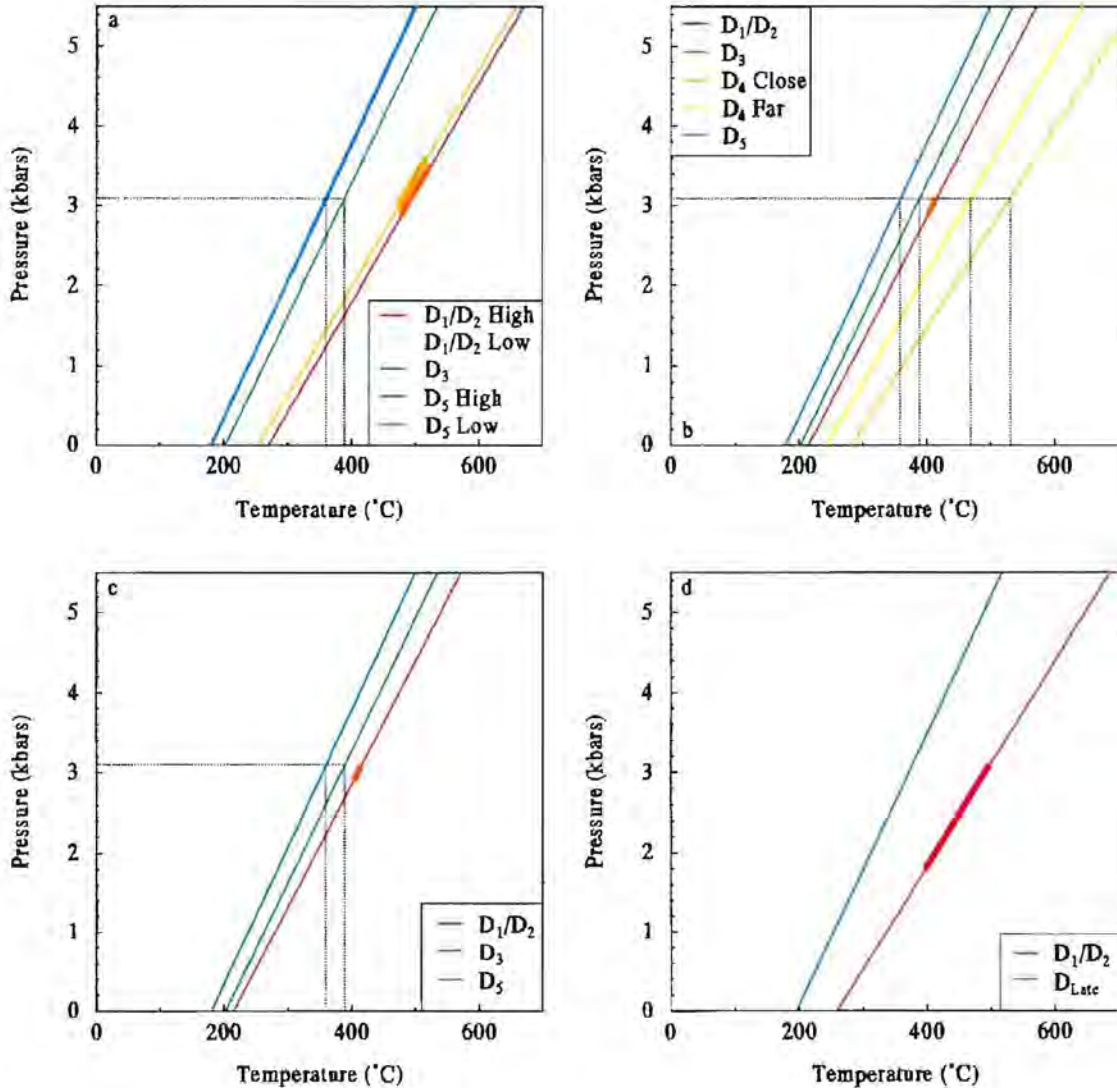 a
5
4
3
2
1
0
Pressure (kbars)
D₁/D₂ High
D₁/D₂ Low
D₃
D₅ High
D₅ Low
0 200 400 600
Temperature (°C)
D₁/D₂
D₃
D₄ Close
D₄ Far
D₅
5
4
3
2
1
0
Pressure (kbars)
b
0 200 400 600
Temperature (°C)
c
5
4
3
2
1
0
Pressure (kbars)
D₁/D₂
D₃
D₅
0 200 400 600
Temperature (°C)
d
5
4
3
2
1
0
Pressure (kbars)
D₁/D₂
D_Late
0 200 400 600
Temperature (°C)